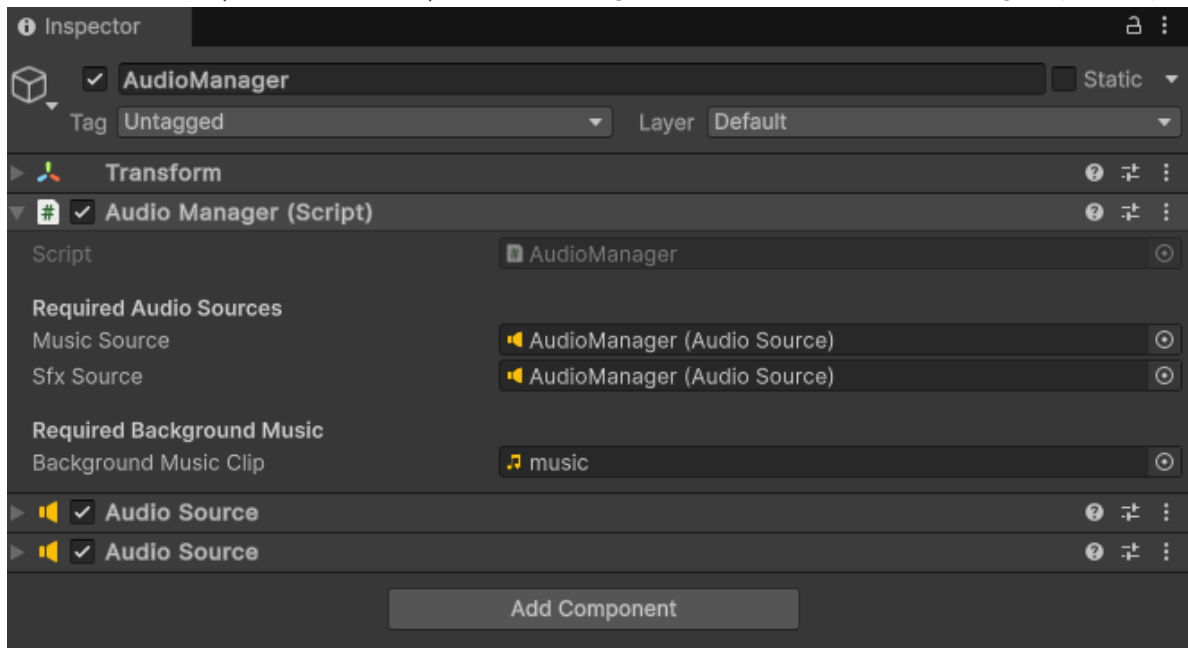 Inspector
AudioManager Static
Tag Untagged Layer Default
Transform
# Audio Manager (Script)
Script # AudioManager
Required Audio Sources
Music Source AudioManager (Audio Source)
Sfx Source AudioManager (Audio Source)
Required Background Music
Background Music Clip music
Audio Source
Audio Source
Add Component